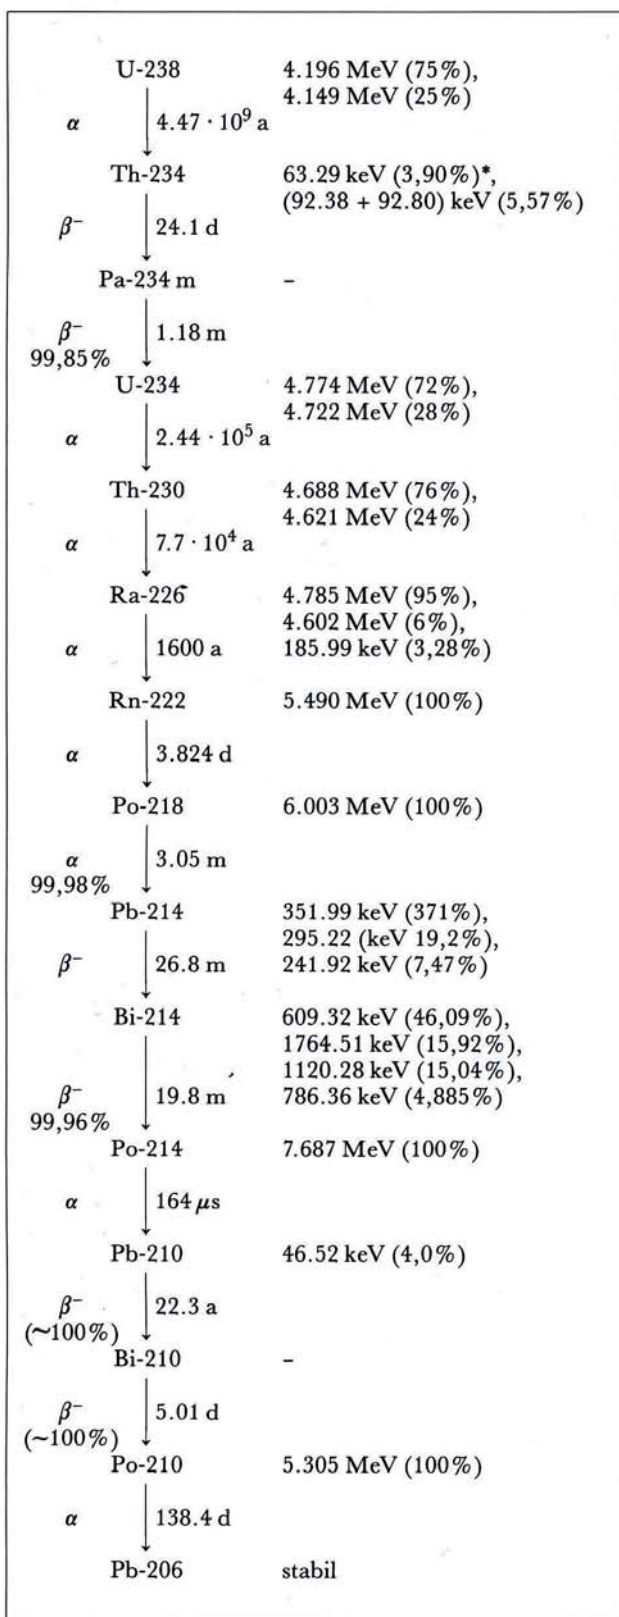 U-238 4.196 MeV (75%),
4.149 MeV (25%)
α 4.47 · 10⁹ a
Th-234 63.29 keV (3,90%)*,
(92.38 + 92.80) keV (5,57%)
β⁻ 24.1 d
Pa-234 m –
β⁻ 1.18 m
99,85%
U-234 4.774 MeV (72%),
4.722 MeV (28%)
α 2.44 · 10⁵ a
Th-230 4.688 MeV (76%),
4.621 MeV (24%)
α 7.7 · 10⁴ a
Ra-226 4.785 MeV (95%),
4.602 MeV (6%),
α 1600 a 185.99 keV (3,28%)
Rn-222 5.490 MeV (100%)
α 3.824 d
Po-218 6.003 MeV (100%)
α 3.05 m
99,98%
Pb-214 351.99 keV (371%),
295.22 (keV 19,2%),
β⁻ 26.8 m 241.92 keV (7,47%)
Bi-214 609.32 keV (46,09%),
1764.51 keV (15,92%),
1120.28 keV (15,04%),
β⁻ 19.8 m 786.36 keV (4,885%)
99,96%
Po-214 7.687 MeV (100%)
α 164 μs
Pb-210 46.52 keV (4,0%)
β⁻ 22.3 a
(~100%)
Bi-210 –
β⁻ 5.01 d
(~100%)
Po-210 5.305 MeV (100%)
α 138.4 d
Pb-206 stabil